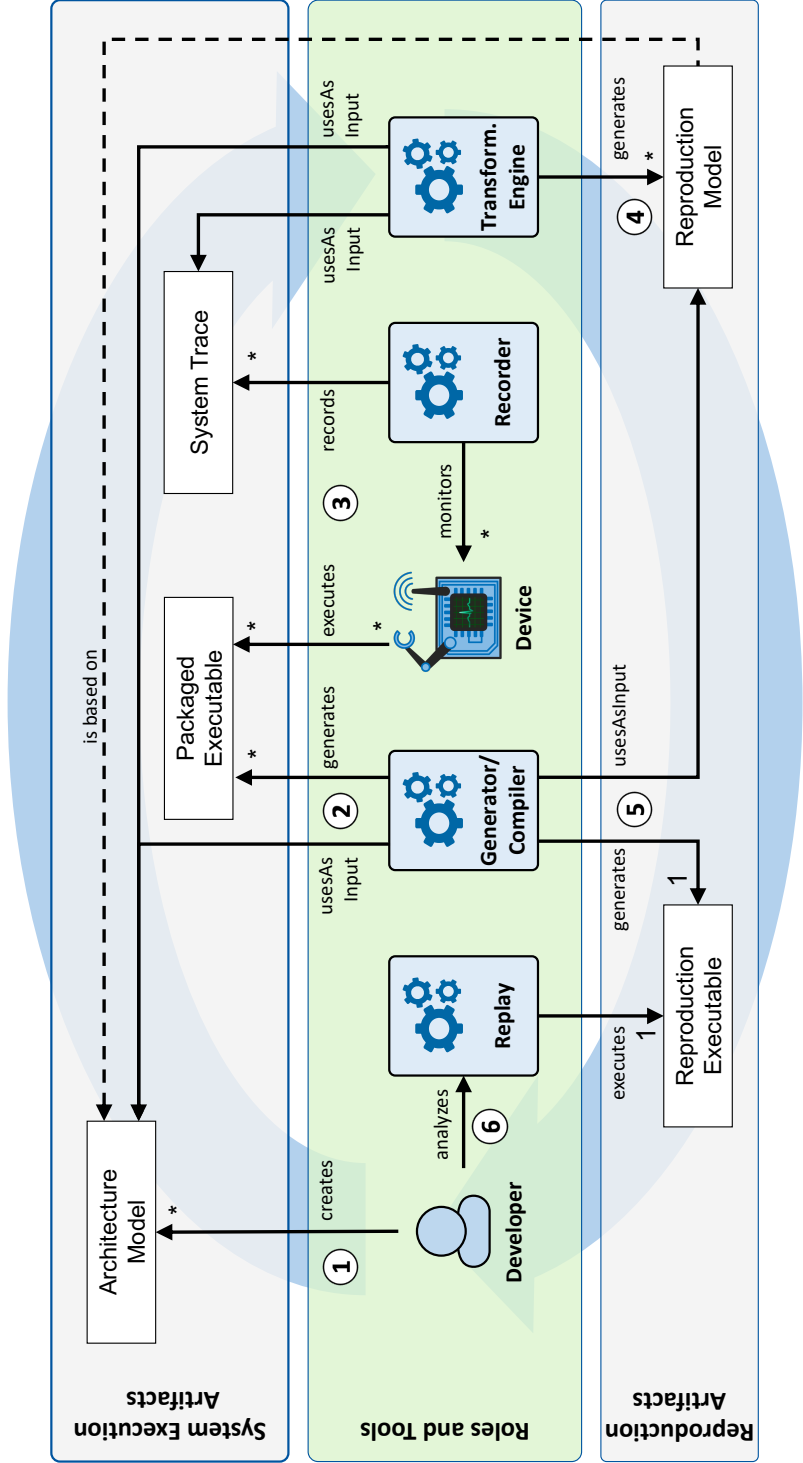 System Execution
Artifacts
Architecture
Model
*
is based on
Packaged
Executable
*
*
System Trace
*
Roles and Tools
1
creates
usesAs
Input
2
generates
executes
*
3
records
usesAs
Input
usesAs
Input
Developer
analyzes
6
Replay
Generator/
Compiler
Device
monitors
*
Recorder
Transform.
Engine
Reproduction
Artifacts
executes
1
generates
1
5
usesAsInput
4
generates
*
Reproduction
Executable
Reproduction
Model